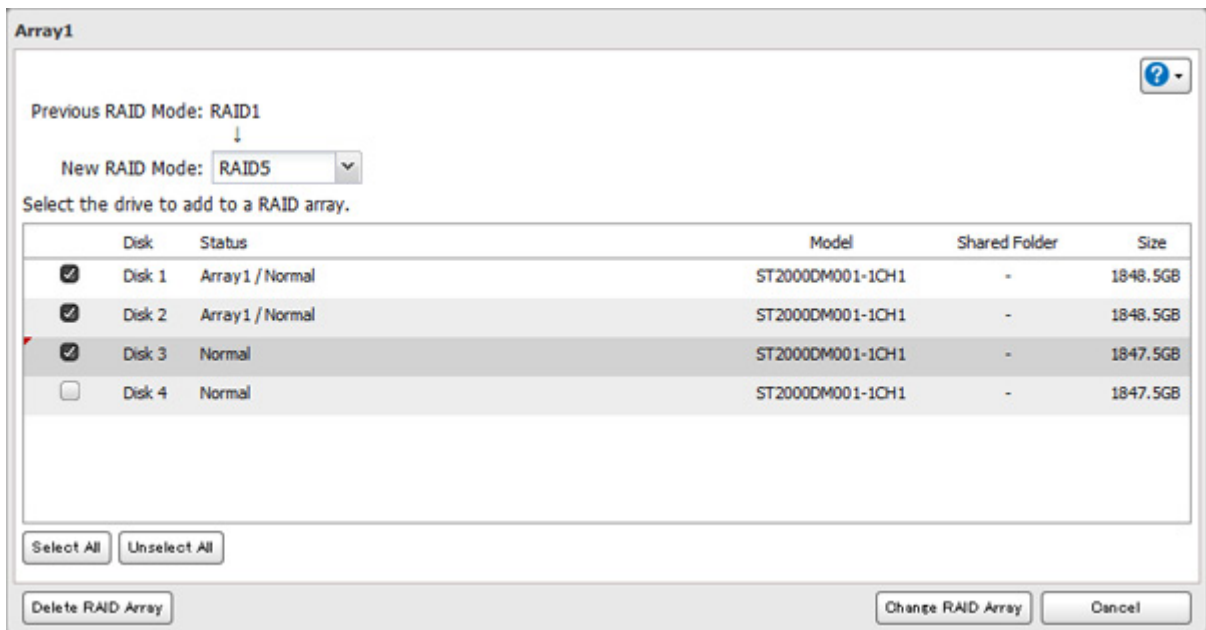 Array1
?
Previous RAID Mode: RAID1
↓
New RAID Mode: RAID5
Select the drive to add to a RAID array.
Disk Status Model Shared Folder Size
Disk 1 Array1 / Normal ST2000DM001-1CH1 - 1848.5GB
Disk 2 Array1 / Normal ST2000DM001-1CH1 - 1848.5GB
Disk 3 Normal ST2000DM001-1CH1 - 1847.5GB
Disk 4 Normal ST2000DM001-1CH1 - 1847.5GB
Select All Unselect All
Delete RAID Array Change RAID Array Cancel